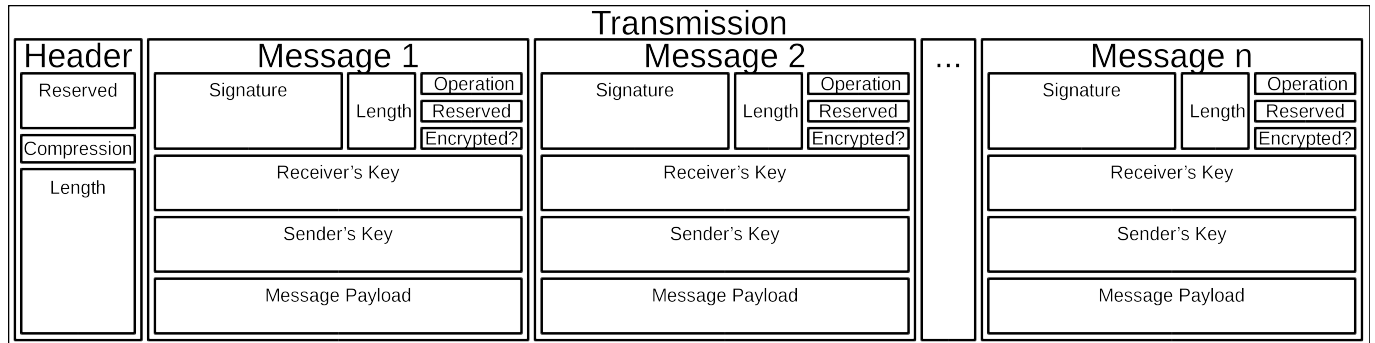 Transmission
Header
Reserved
Compression
Length
Message 1
Signature
Length
Operation
Reserved
Encrypted?
Receiver’s Key
Sender’s Key
Message Payload
Message 2
Signature
Length
Operation
Reserved
Encrypted?
Receiver’s Key
Sender’s Key
Message Payload
...
Message n
Signature
Length
Operation
Reserved
Encrypted?
Receiver’s Key
Sender’s Key
Message Payload